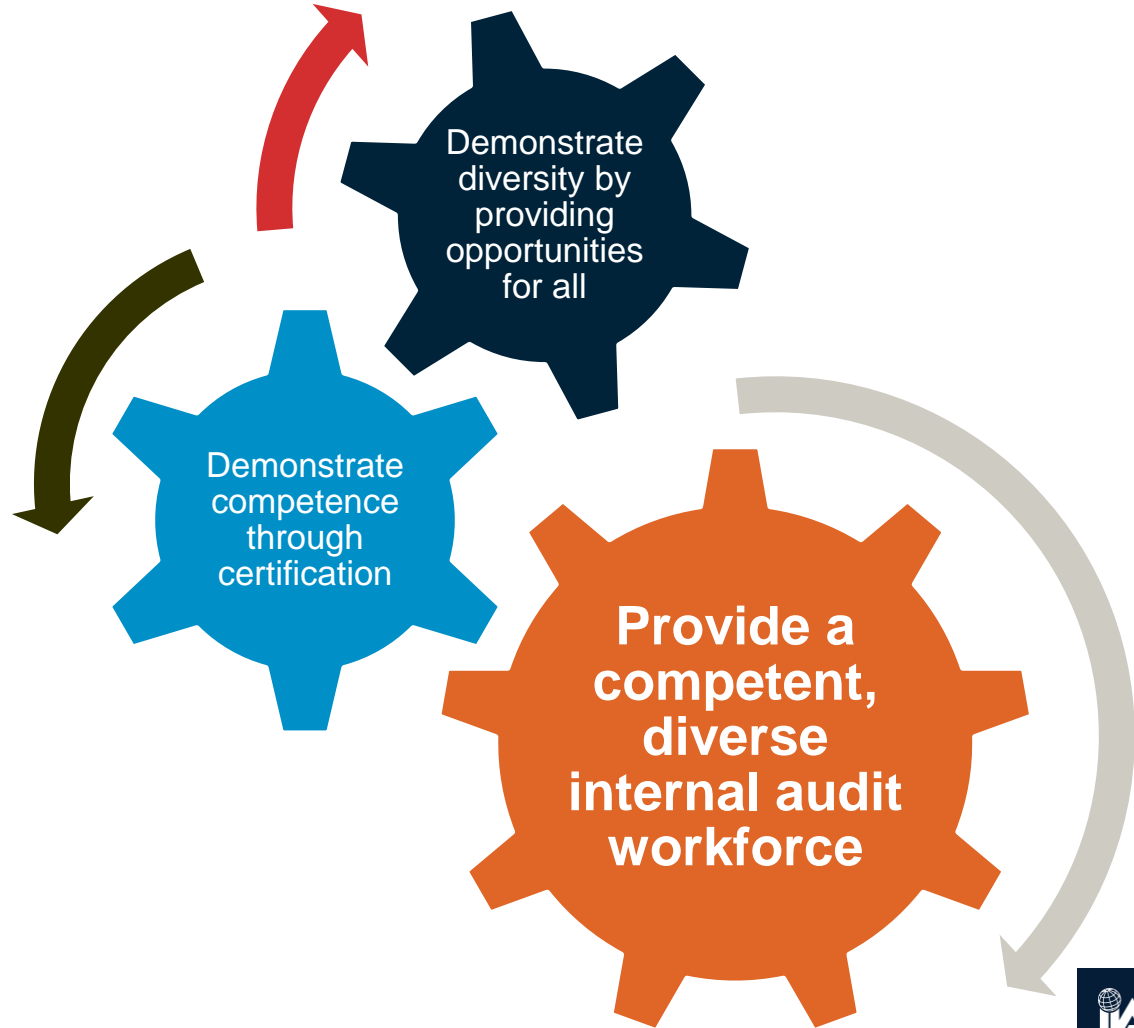 Demonstrate
diversity by
providing
opportunities
for all
Demonstrate
competence
through
certification
Provide a
competent,
diverse
internal audit
workforce